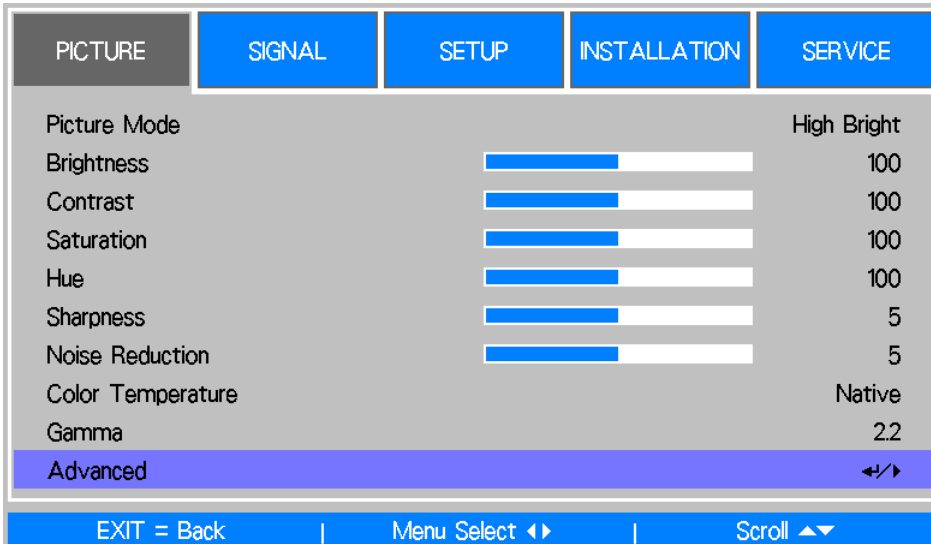 PICTURE SIGNAL SETUP INSTALLATION SERVICE
Picture Mode High Bright
Brightness 100
Contrast 100
Saturation 100
Hue 100
Sharpness 5
Noise Reduction 5
Color Temperature Native
Gamma 2.2
Advanced
EXIT = Back | Menu Select | Scroll